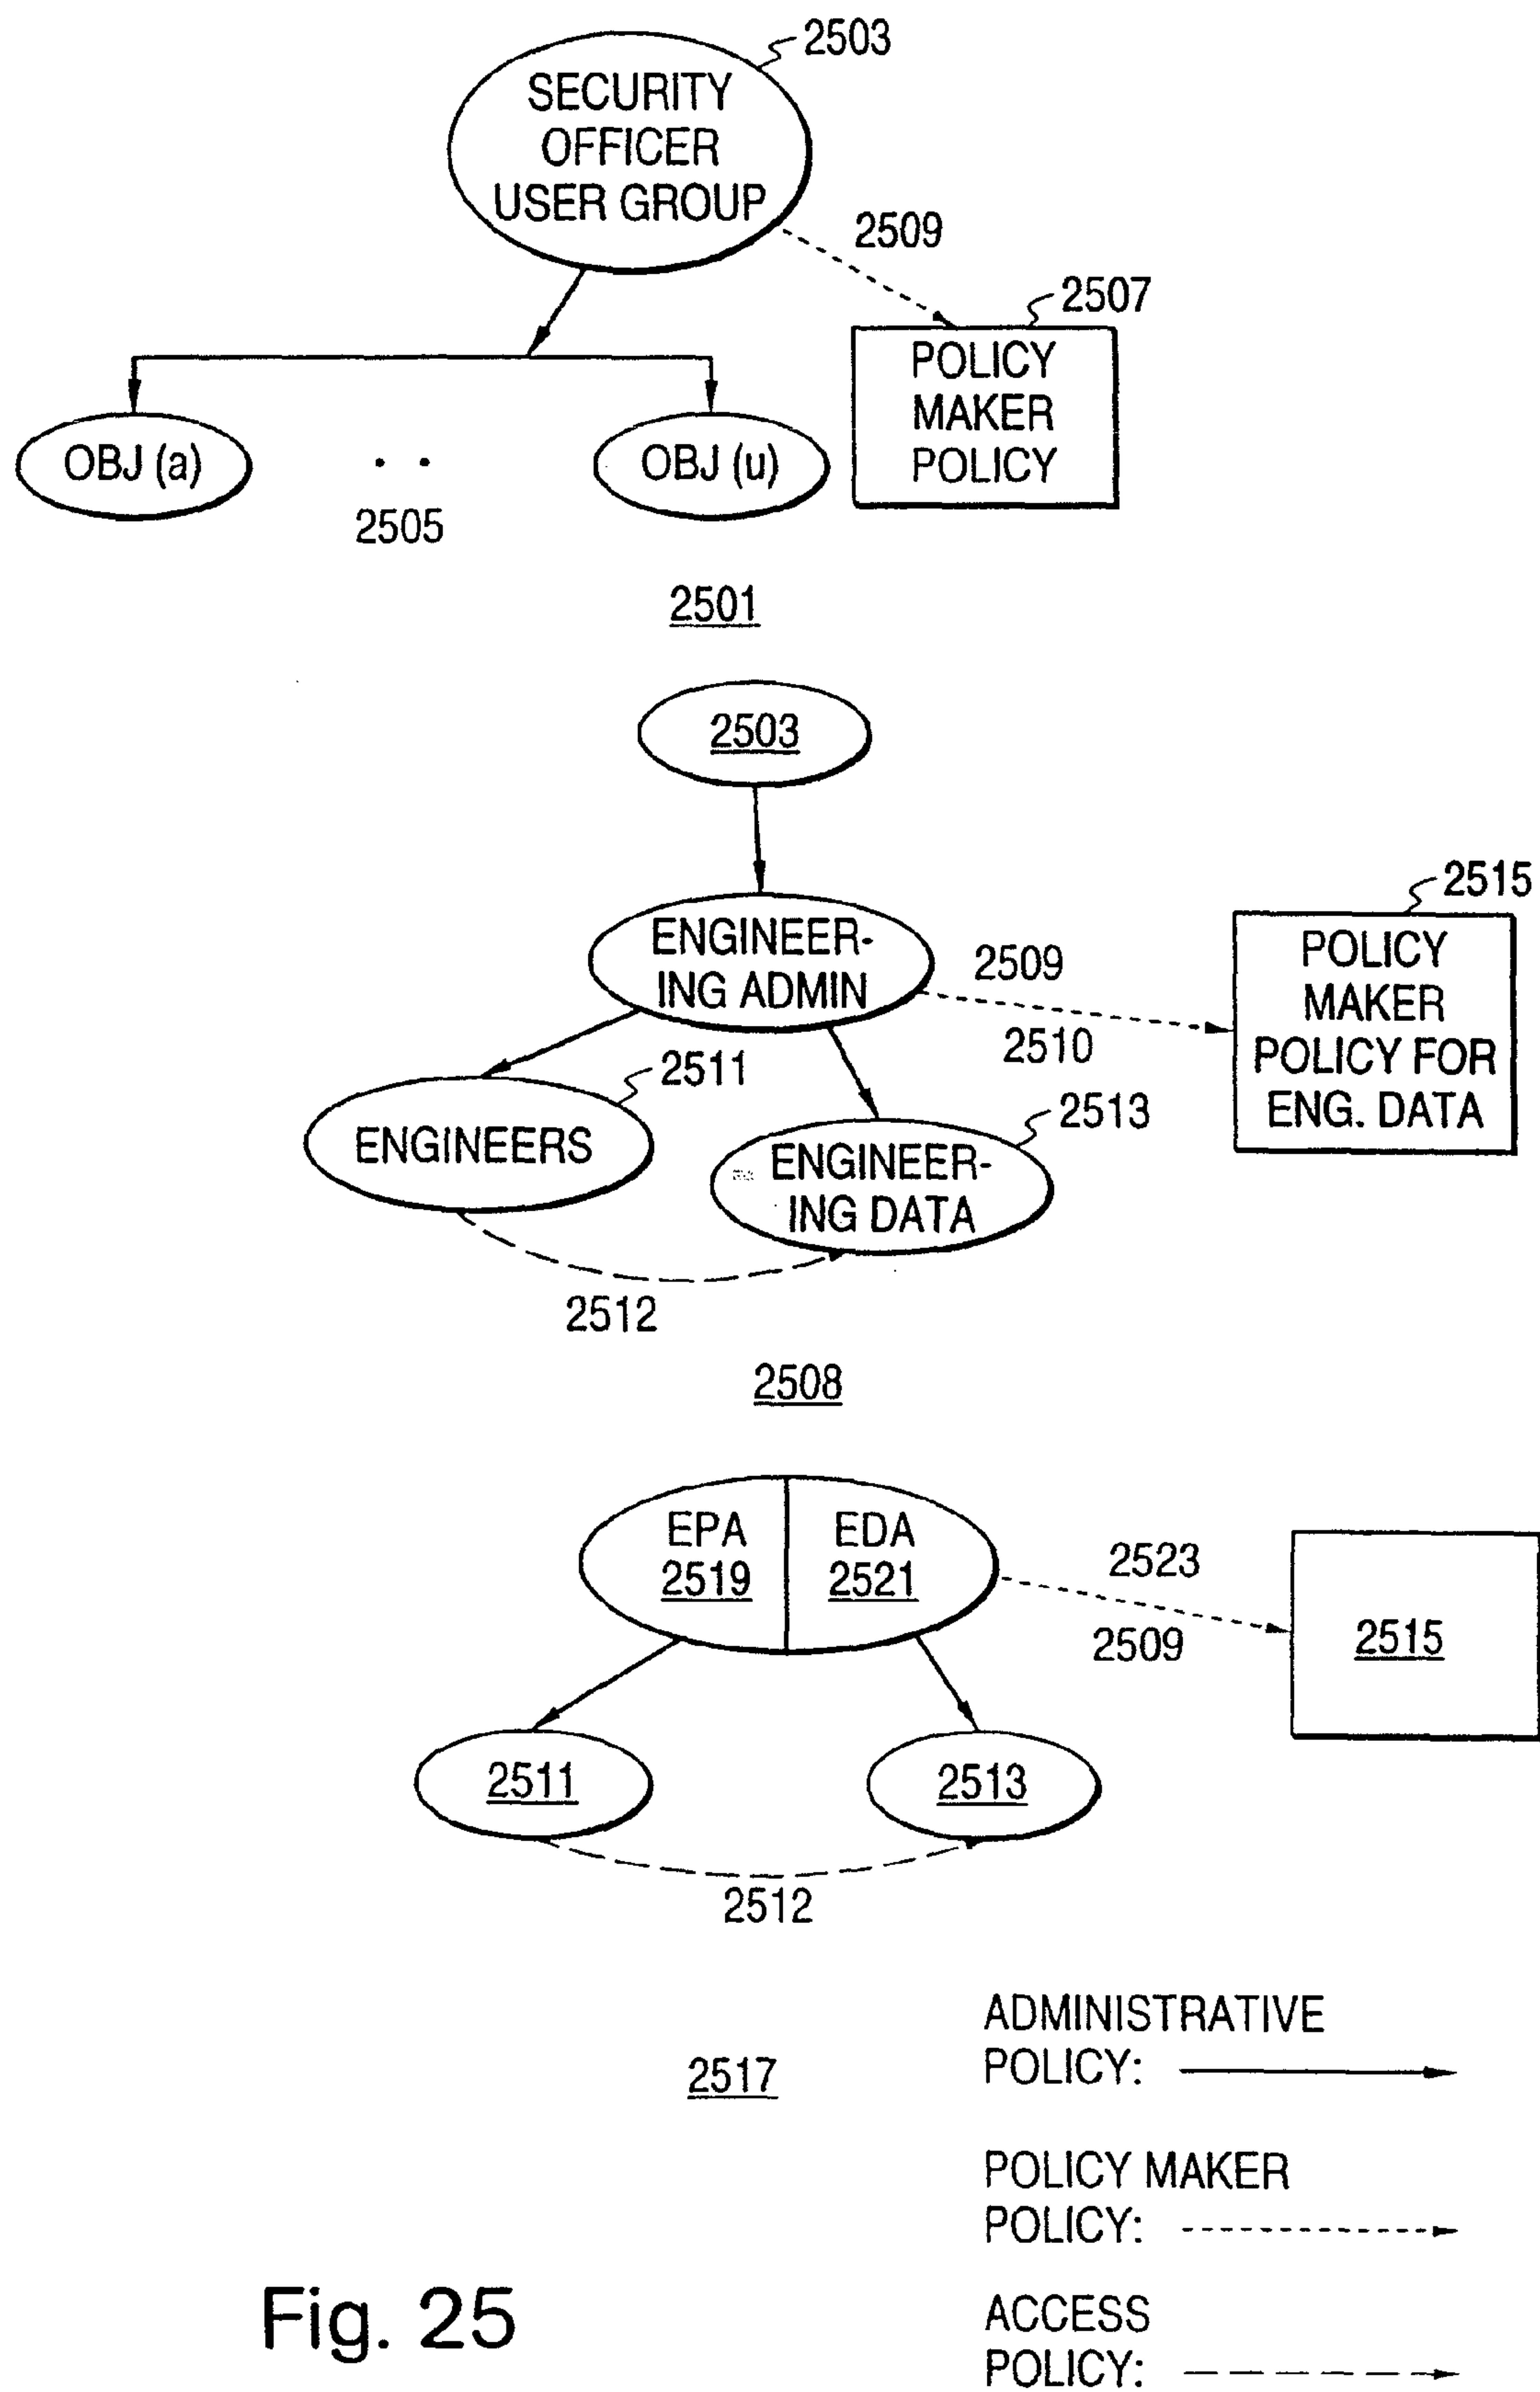 2503
SECURITY
OFFICER
USER GROUP
2509
2507
POLICY
MAKER
POLICY
OBJ (a)
. .
OBJ (u)
2505
2501
2503
2515
ENGINEER-
ING ADMIN
2509
2510
POLICY
MAKER
POLICY FOR
ENG. DATA
2511
2513
ENGINEERS
ENGINEER-
ING DATA
2512
2508
EPA
2519
EDA
2521
2523
2509
2515
2511
2513
2512
2517
ADMINISTRATIVE
POLICY:
POLICY MAKER
POLICY:
ACCESS
POLICY:
Fig. 25